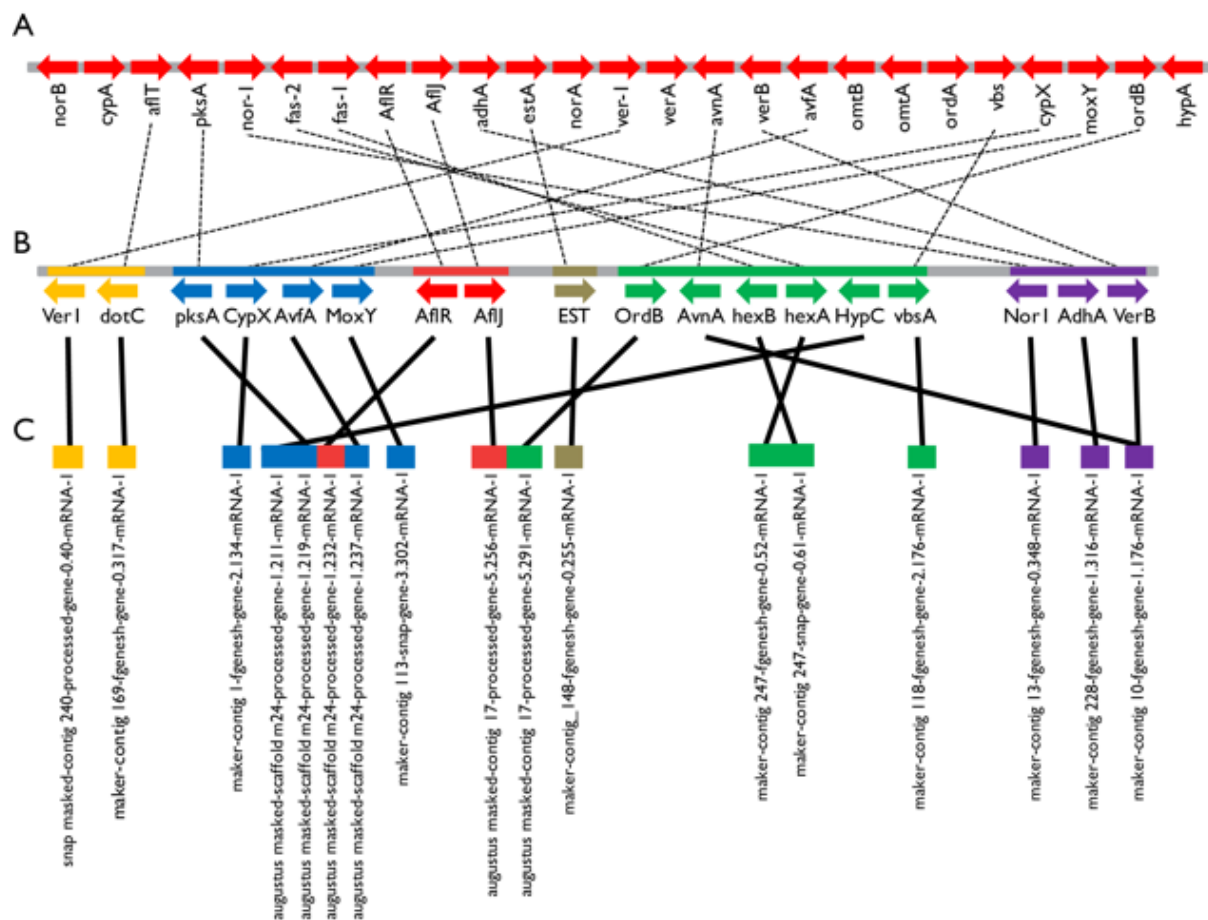 A
norB
cypA
aflT
pksA
nor-1
fas-2
fas-1
AflR
AflJ
adhA
estA
norA
ver-1
verA
avnA
verB
avfA
omtB
omtA
ordA
vbs
cypX
moxY
ordB
hypA
B
Ver1 dotC pksA CypX AvfA MoxY AflR AflJ EST OrdB AvnA hexB hexA HypC vbsA Nor1 AdhA VerB
C
snap masked-contig 240-processed-gene-0.40-mRNA-1
maker-contig 169-fgenesh-gene-0.317-mRNA-1
maker-contig 1-fgenesh-gene-2.134-mRNA-1
augustus masked-scaffold m24-processed-gene-1.211-mRNA-1
augustus masked-scaffold m24-processed-gene-1.219-mRNA-1
augustus masked-scaffold m24-processed-gene-1.232-mRNA-1
augustus masked-scaffold m24-processed-gene-1.237-mRNA-1
maker-contig 113-snap-gene-3.302-mRNA-1
augustus masked-contig 17-processed-gene-5.256-mRNA-1
augustus masked-contig 17-processed-gene-5.291-mRNA-1
maker-contig_148-fgenesh-gene-0.255-mRNA-1
maker-contig 247-fgenesh-gene-0.52-mRNA-1
maker-contig 247-snap-gene-0.61-mRNA-1
maker-contig 118-fgenesh-gene-2.176-mRNA-1
maker-contig 13-fgenesh-gene-0.348-mRNA-1
maker-contig 228-fgenesh-gene-1.316-mRNA-1
maker-contig 10-fgenesh-gene-1.176-mRNA-1